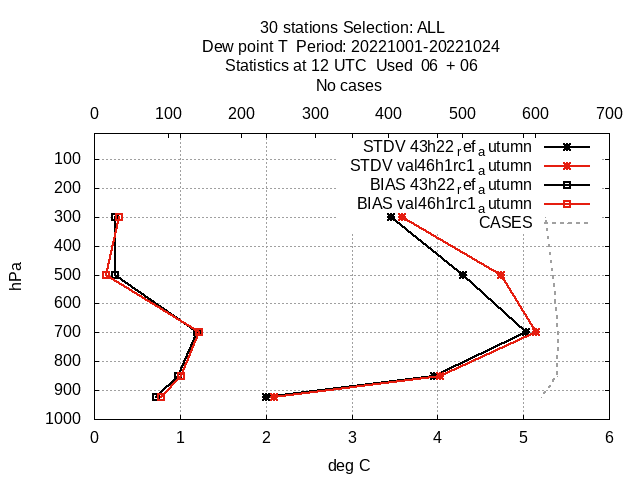 30 stations Selection: ALL
Dew point T  Period: 20221001-20221024
Statistics at 12 UTC  Used  06  + 06
No cases
0 100 200 300 400 500 600 700
STDV 43h22_ref_autumn
STDV val46h1rc1_autumn
BIAS 43h22_ref_autumn
BIAS val46h1rc1_autumn
CASES
100
200
300
400
500
600
700
800
900
1000
hPa
0 1 2 3 4 5 6
deg C